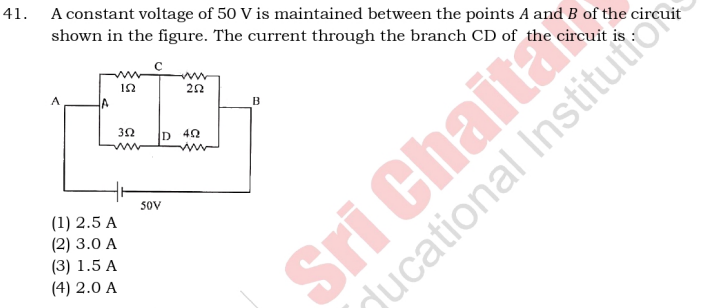 41. A constant voltage of 50 V is maintained between the points A and B of the circuit
shown in the figure. The current through the branch CD of the circuit is :
C
1Ω 2Ω
A A B
3Ω D 4Ω
50V
(1) 2.5 A
(2) 3.0 A
(3) 1.5 A
(4) 2.0 A
Sri Chaitan
ducational Institutions